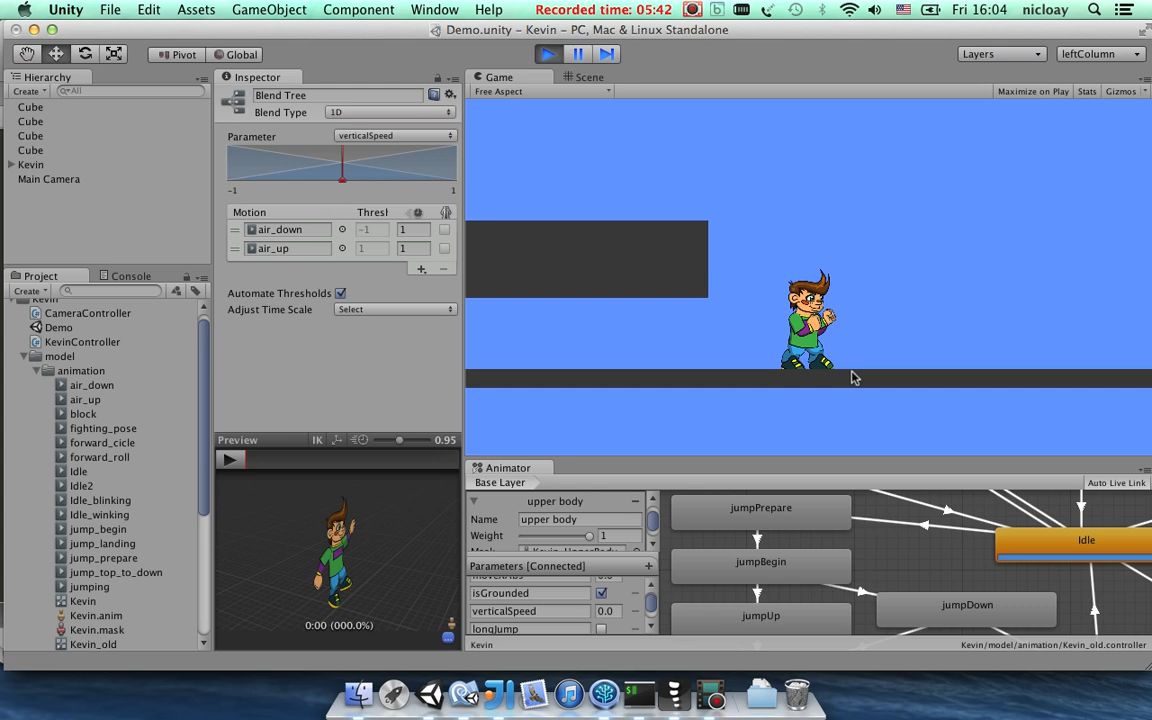 Unity File Edit Assets GameObject Component Window Help Recorded time: 05:42 Fri 16:04 nicloay
Demo.unity - Kevin - PC, Mac & Linux Standalone
Pivot Global Layers leftColumn
Hierarchy
Create All
Cube
Cube
Cube
Cube
Kevin
Main Camera
Inspector
Blend Tree
Blend Type 1D
Parameter verticalSpeed
-1 1
Motion Thresl
air_down -1 1
air_up 1 1
Automate Thresholds
Adjust Time Scale Select
Game Scene
Free Aspect Maximize on Play Stats Gizmos
Project Console
Create
Kevin
CameraController
Demo
KevinController
model
animation
air_down
air_up
block
fighting_pose
forward_cicle
forward_roll
Idle
Idle2
Idle_blinking
Idle_winking
jump_begin
jump_landing
jump_prepare
jump_top_to_down
jumping
Kevin
Kevin.anim
Kevin.mask
Kevin_old
Preview IK 0.95
0:00 (000.0%)
Animator
Base Layer Auto Live Link
upper body
Name upper body
Weight 1
Parameters [Connected]
isGrounded
verticalSpeed 0.0
longJump
jumpPrepare
jumpBegin
jumpUp
jumpDown
Idle
Kevin Kevin/model/animation/Kevin_old.controller